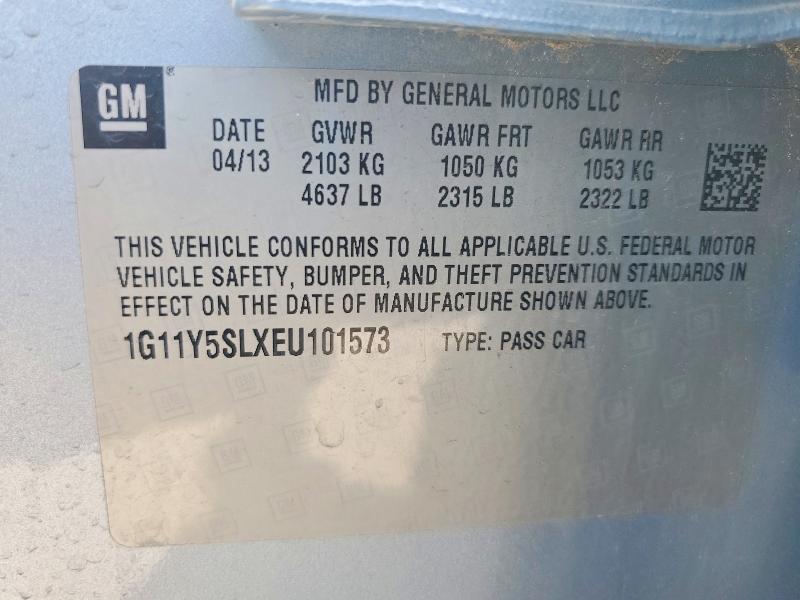 GM
MFD BY GENERAL MOTORS LLC
DATE GVWR GAWR FRT GAWR RR
04/13 2103 KG 1050 KG 1053 KG
4637 LB 2315 LB 2322 LB
THIS VEHICLE CONFORMS TO ALL APPLICABLE U.S. FEDERAL MOTOR
VEHICLE SAFETY, BUMPER, AND THEFT PREVENTION STANDARDS IN
EFFECT ON THE DATE OF MANUFACTURE SHOWN ABOVE.
1G11Y5SLXEU101573 TYPE: PASS CAR